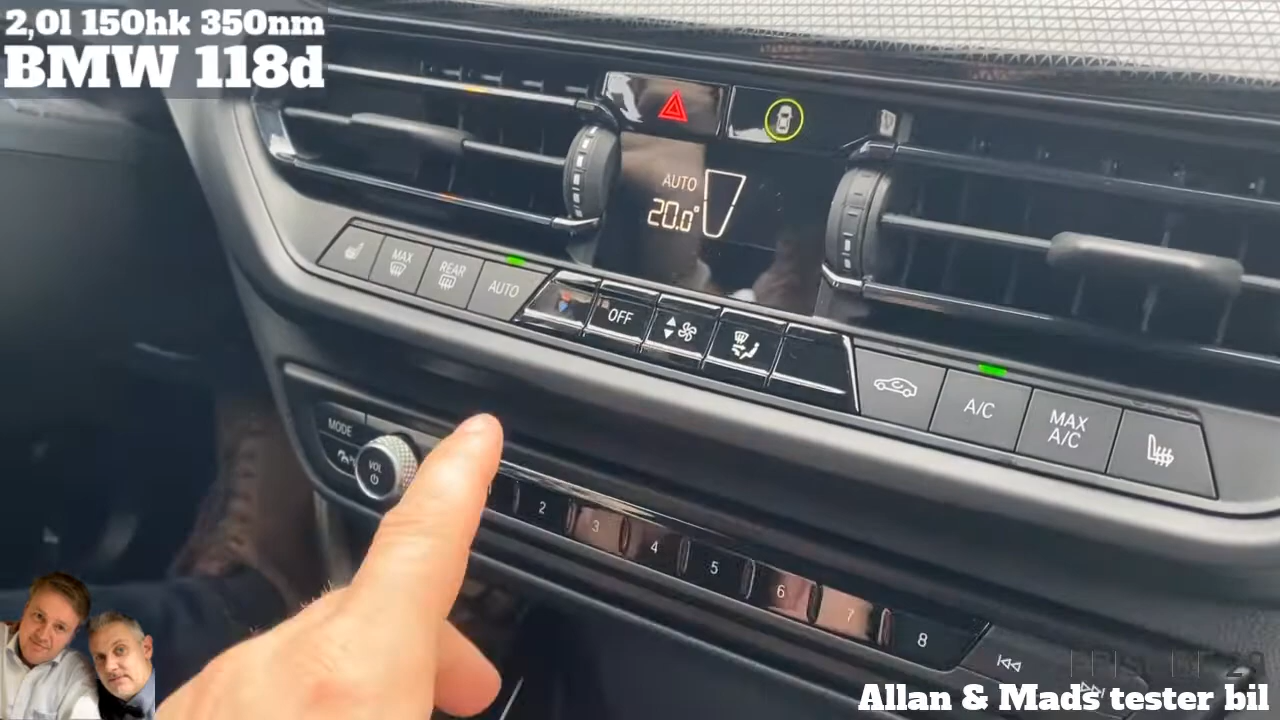 2,0l 150hk 350nm
BMW 118d
AUTO
20.0°
MAX
REAR
AUTO
OFF
A/C
MAX
A/C
MODE
VOL
2
3
4
5
6
7
8
Allan & Mads tester bil